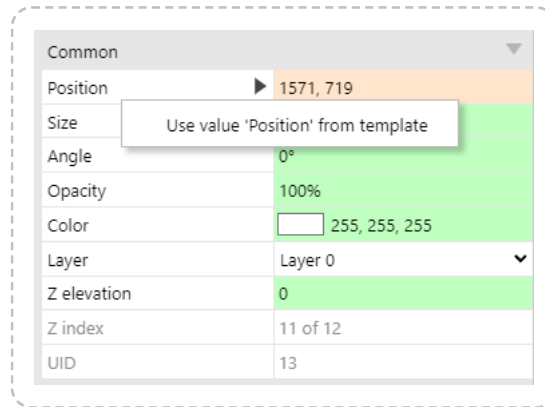 Common
Position 1571, 719
Size
Use value 'Position' from template
Angle 0°
Opacity 100%
Color 255, 255, 255
Layer Layer 0
Z elevation 0
Z index 11 of 12
UID 13